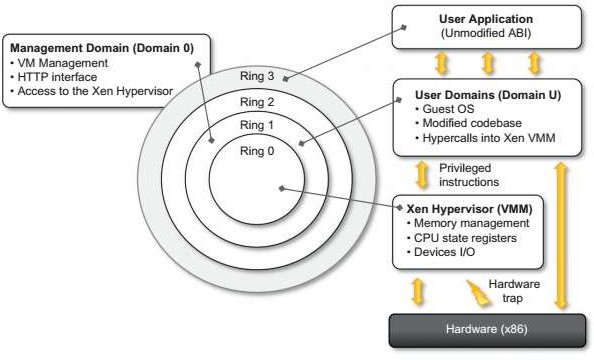 Management Domain (Domain 0)
• VM Management
• HTTP interface
• Access to the Xen Hypervisor
Ring 3
Ring 2
Ring 1
Ring 0
User Application
(Unmodified ABI)
User Domains (Domain U)
• Guest OS
• Modified codebase
• Hypercalls into Xen VMM
Privileged
instructions
Xen Hypervisor (VMM)
• Memory management
• CPU state registers
• Devices I/O
Hardware
trap
Hardware (x86)